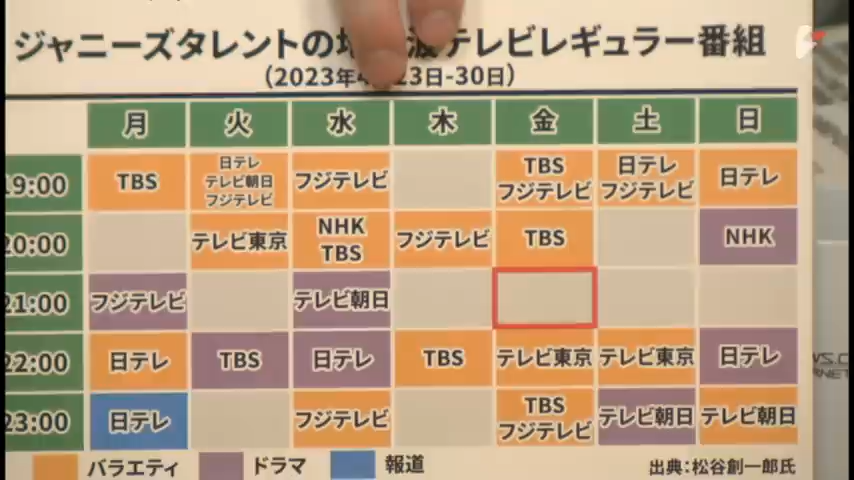 ジャニーズタレントの地 波テレビレギュラー番組
(2023年4 23日-30日)
月 火 水 木 金 土 日
19:00 TBS 日テレ テレビ朝日 フジテレビ フジテレビ TBS フジテレビ 日テレ フジテレビ 日テレ
20:00 テレビ東京 NHK TBS フジテレビ TBS NHK
21:00 フジテレビ テレビ朝日
22:00 日テレ TBS 日テレ TBS テレビ東京 テレビ東京 日テレ
23:00 日テレ フジテレビ TBS フジテレビ テレビ朝日 テレビ朝日
バラエティ ドラマ 報道 出典:松谷創一郎氏